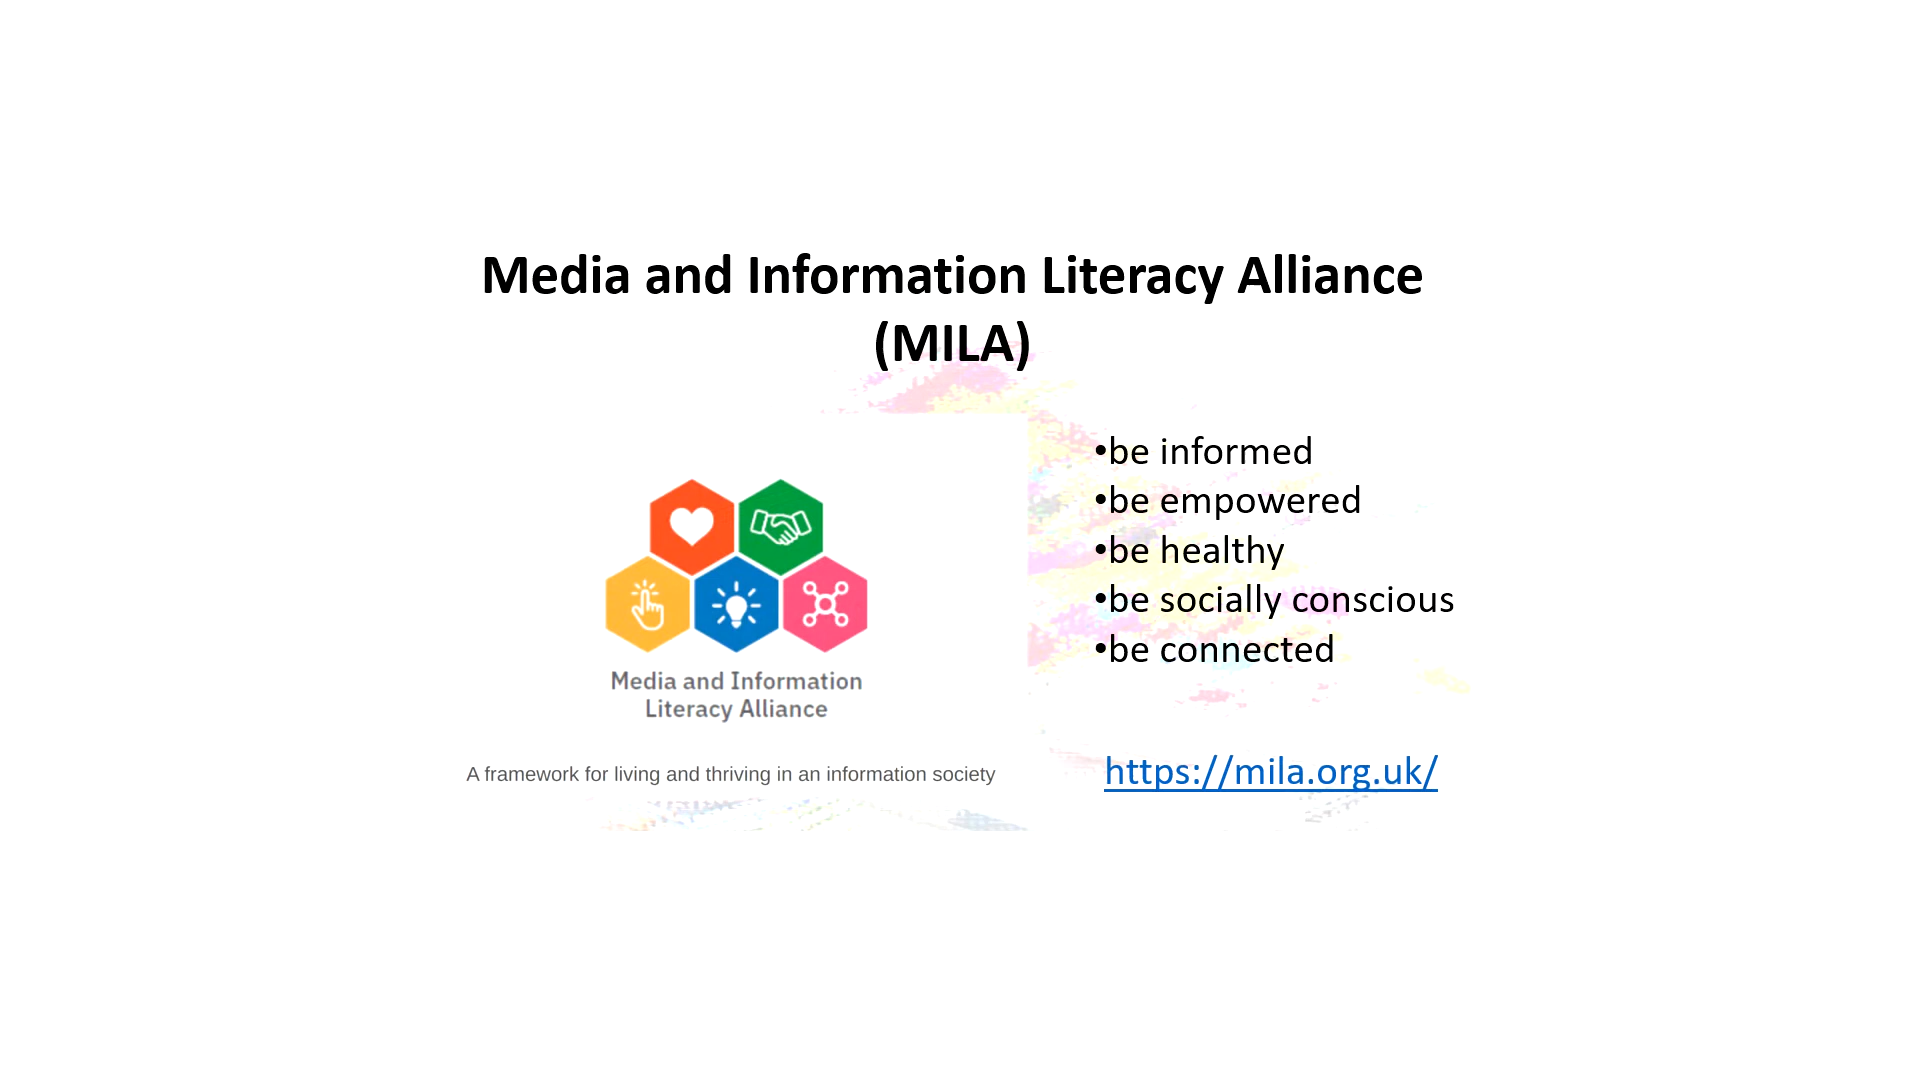 Media and Information Literacy Alliance
(MILA)
•be informed
•be empowered
•be healthy
•be socially conscious
•be connected
Media and Information
Literacy Alliance
A framework for living and thriving in an information society
https://mila.org.uk/